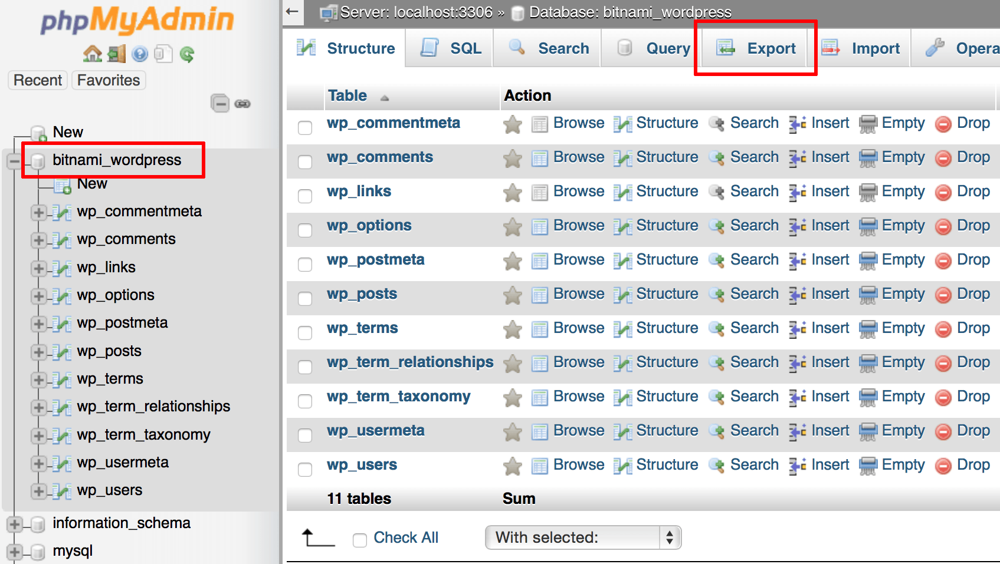 phpMyAdmin
Recent Favorites
New
bitnami_wordpress
New
wp_commentmeta
wp_comments
wp_links
wp_options
wp_postmeta
wp_posts
wp_terms
wp_term_relationships
wp_term_taxonomy
wp_usermeta
wp_users
information_schema
mysql
Server: localhost:3306 » Database: bitnami_wordpress
Structure SQL Search Query Export Import Opera
Table Action
wp_commentmeta Browse Structure Search Insert Empty Drop
wp_comments Browse Structure Search Insert Empty Drop
wp_links Browse Structure Search Insert Empty Drop
wp_options Browse Structure Search Insert Empty Drop
wp_postmeta Browse Structure Search Insert Empty Drop
wp_posts Browse Structure Search Insert Empty Drop
wp_terms Browse Structure Search Insert Empty Drop
wp_term_relationships Browse Structure Search Insert Empty Drop
wp_term_taxonomy Browse Structure Search Insert Empty Drop
wp_usermeta Browse Structure Search Insert Empty Drop
wp_users Browse Structure Search Insert Empty Drop
11 tables Sum
Check All With selected: